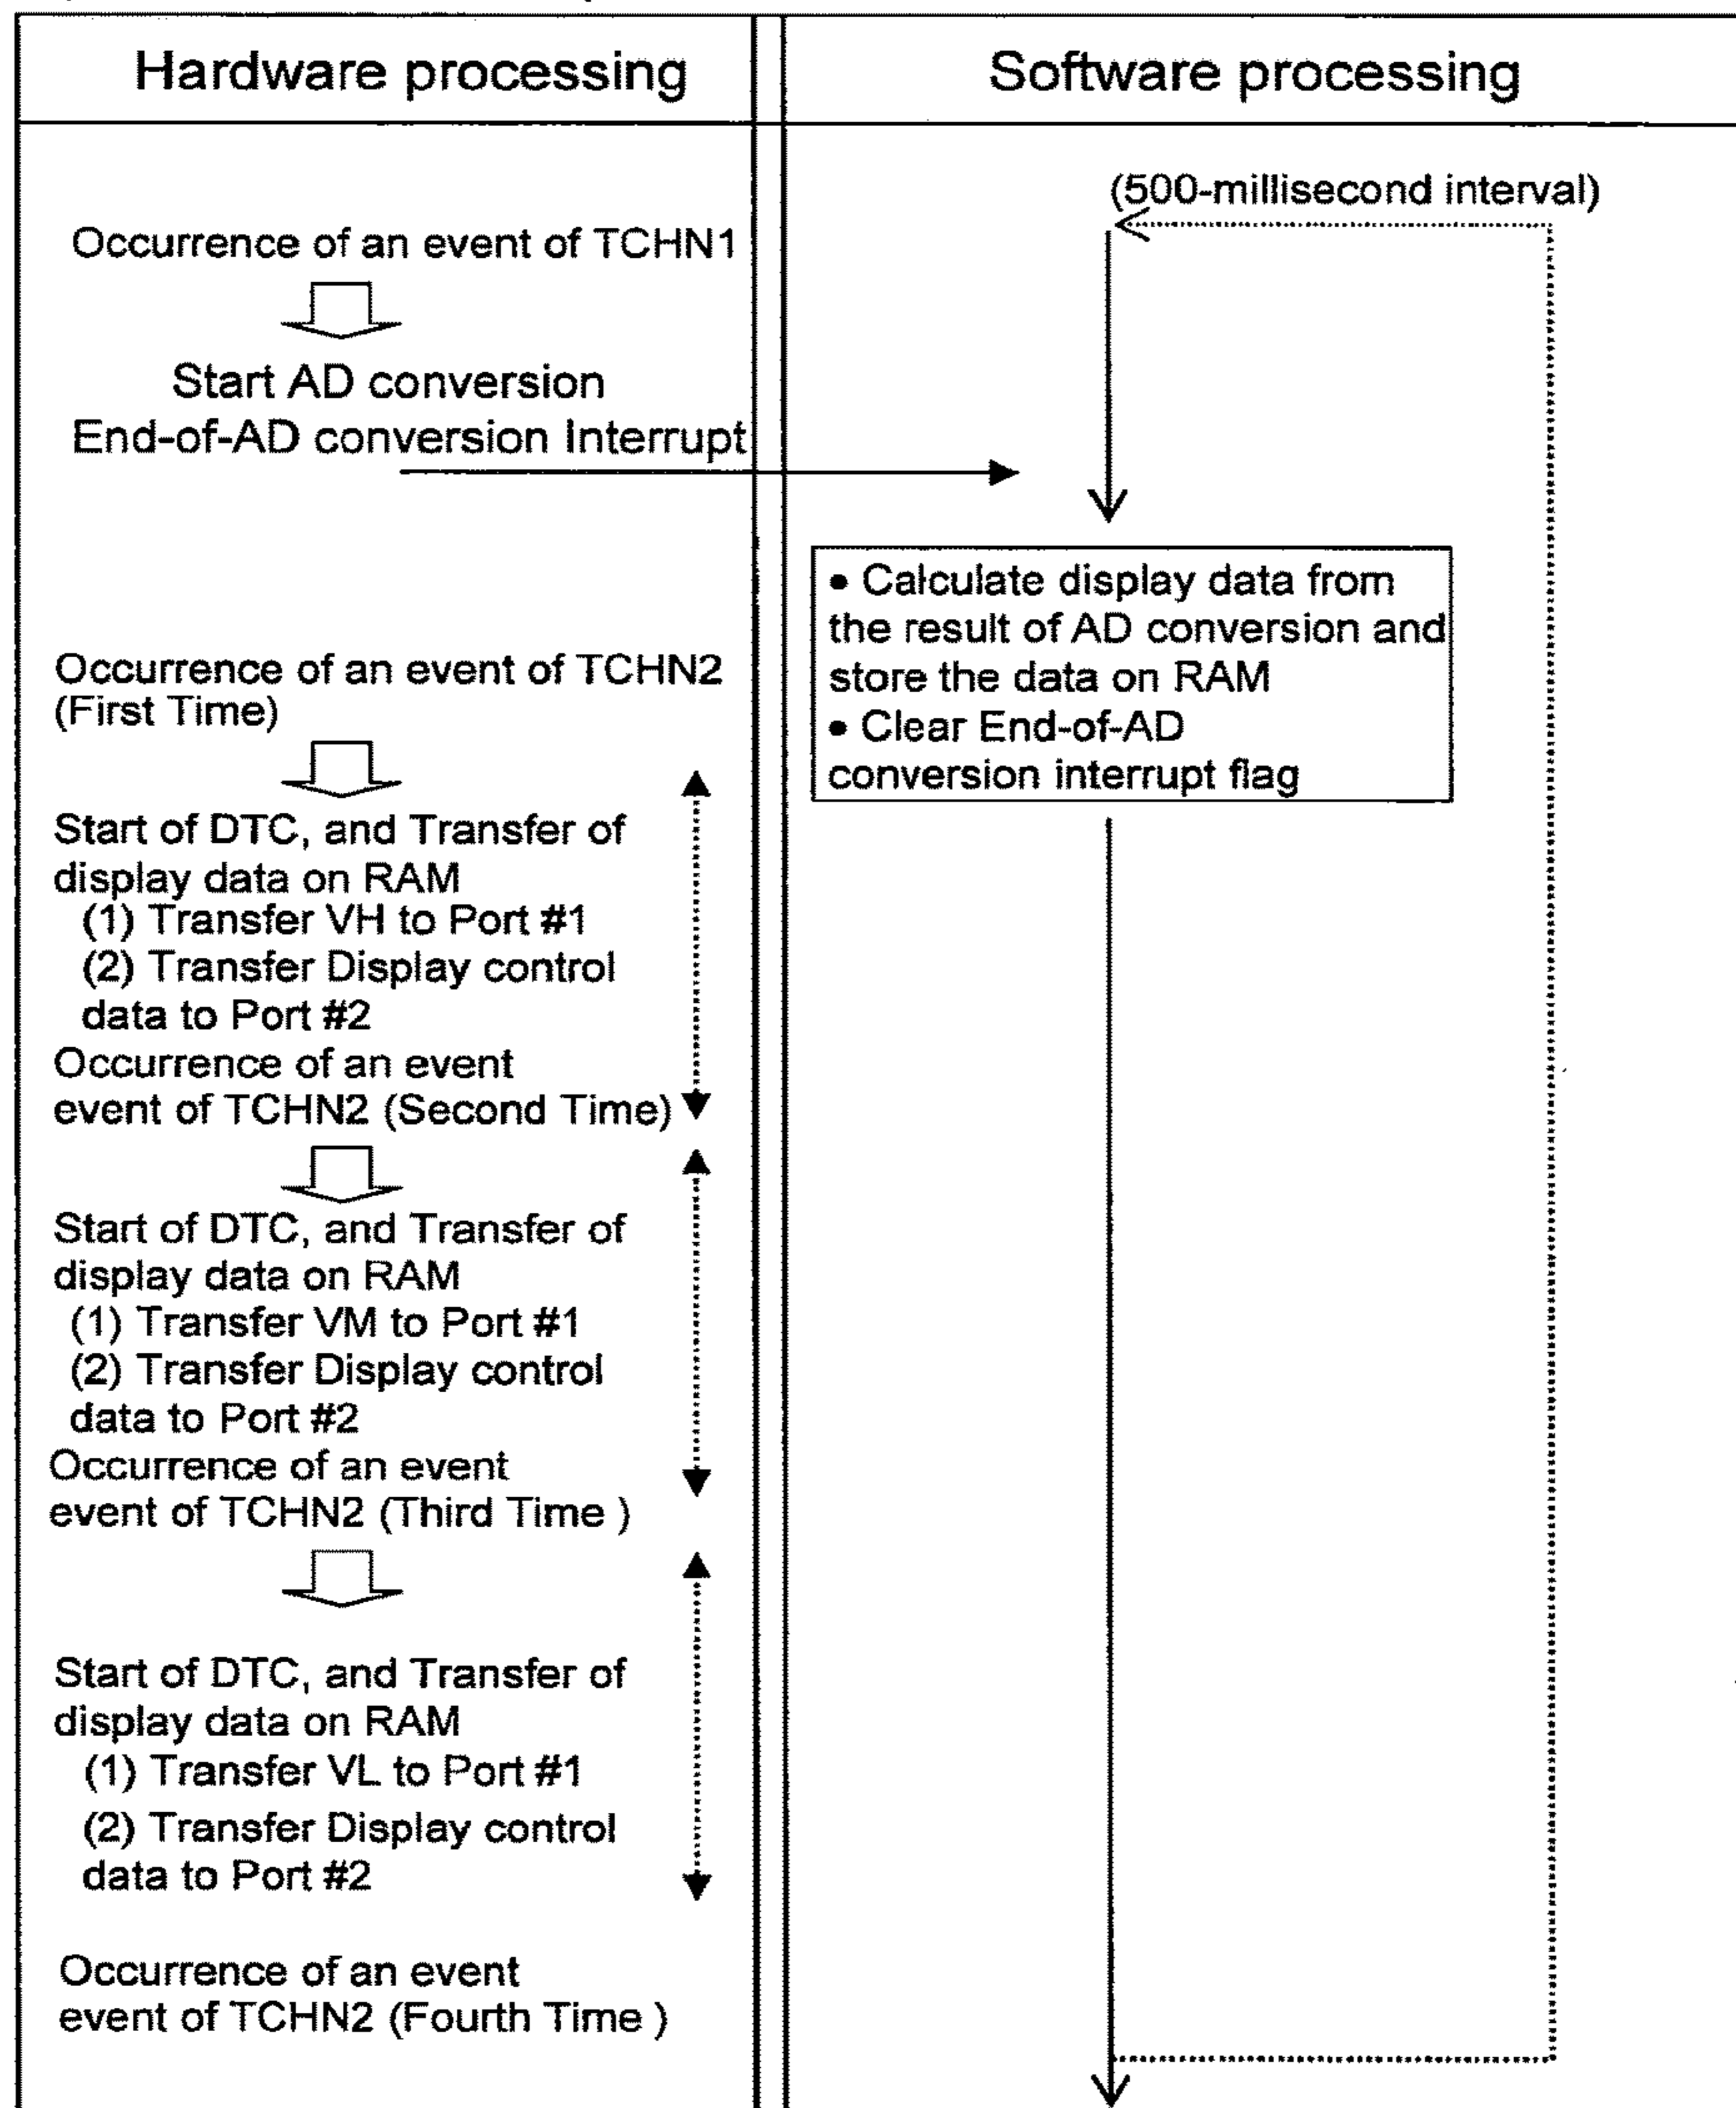 Hardware processing
Software processing
(500-millisecond interval)
Occurrence of an event of TCHN1
Start AD conversion
End-of-AD conversion Interrupt
• Calculate display data from
the result of AD conversion and
store the data on RAM
• Clear End-of-AD
conversion interrupt flag
Occurrence of an event of TCHN2
(First Time)
Start of DTC, and Transfer of
display data on RAM
(1) Transfer VH to Port #1
(2) Transfer Display control
data to Port #2
Occurrence of an event
event of TCHN2 (Second Time)
Start of DTC, and Transfer of
display data on RAM
(1) Transfer VM to Port #1
(2) Transfer Display control
data to Port #2
Occurrence of an event
event of TCHN2 (Third Time )
Start of DTC, and Transfer of
display data on RAM
(1) Transfer VL to Port #1
(2) Transfer Display control
data to Port #2
Occurrence of an event
event of TCHN2 (Fourth Time )